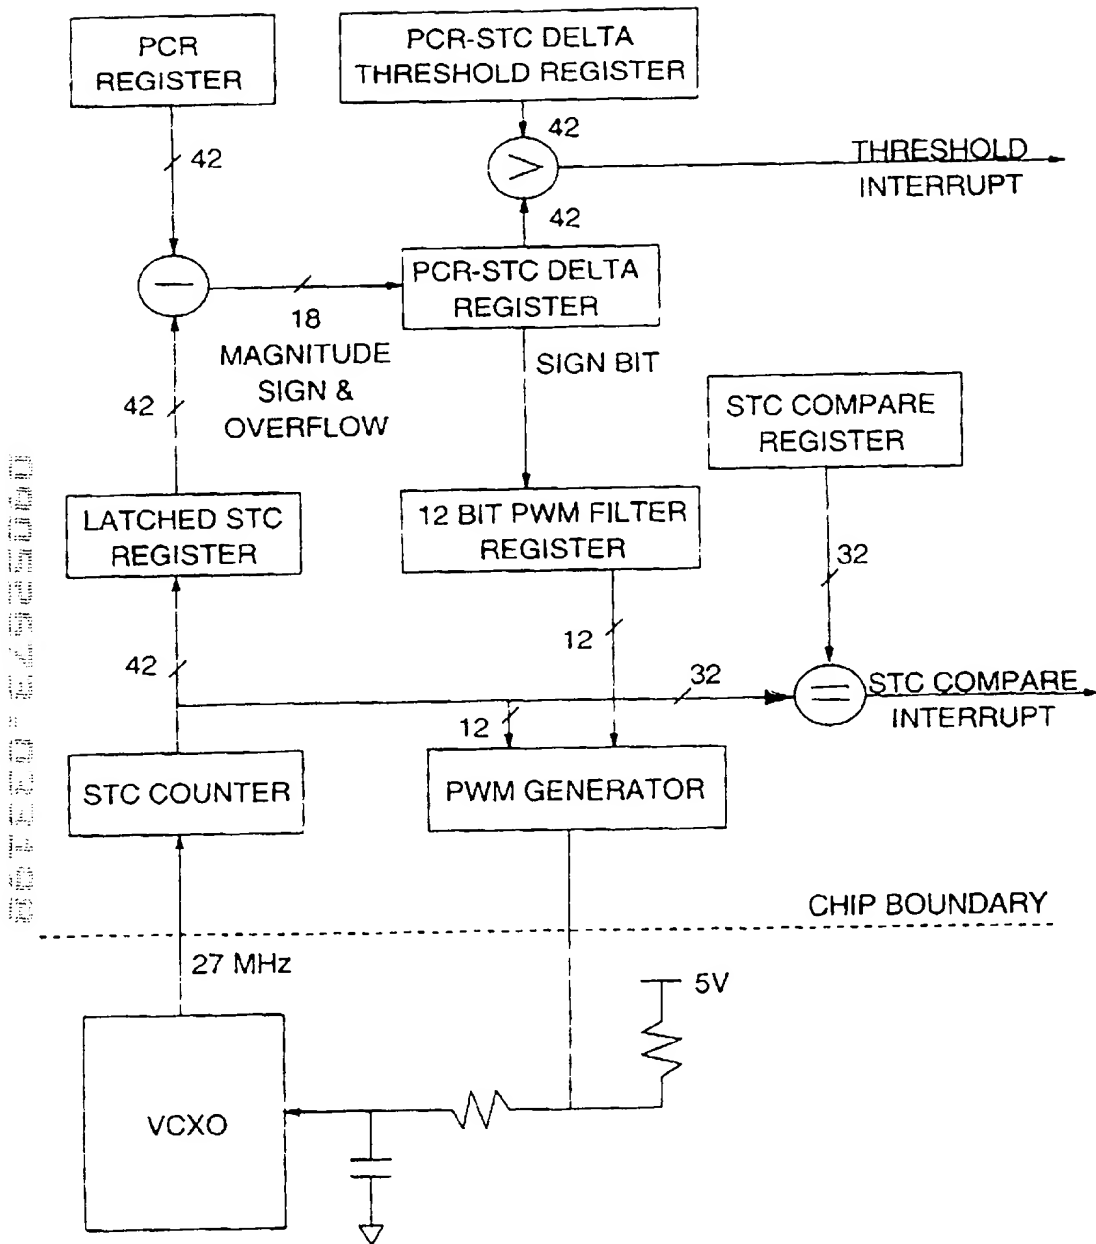 PCR
REGISTER
PCR-STC DELTA
THRESHOLD REGISTER
42
42
THRESHOLD
INTERRUPT
42
PCR-STC DELTA
REGISTER
18
MAGNITUDE
SIGN &
OVERFLOW
SIGN BIT
42
STC COMPARE
REGISTER
LATCHED STC
REGISTER
12 BIT PWM FILTER
REGISTER
32
12
42
32
STC COMPARE
INTERRUPT
12
STC COUNTER
PWM GENERATOR
CHIP BOUNDARY
27 MHz
5V
VCXO